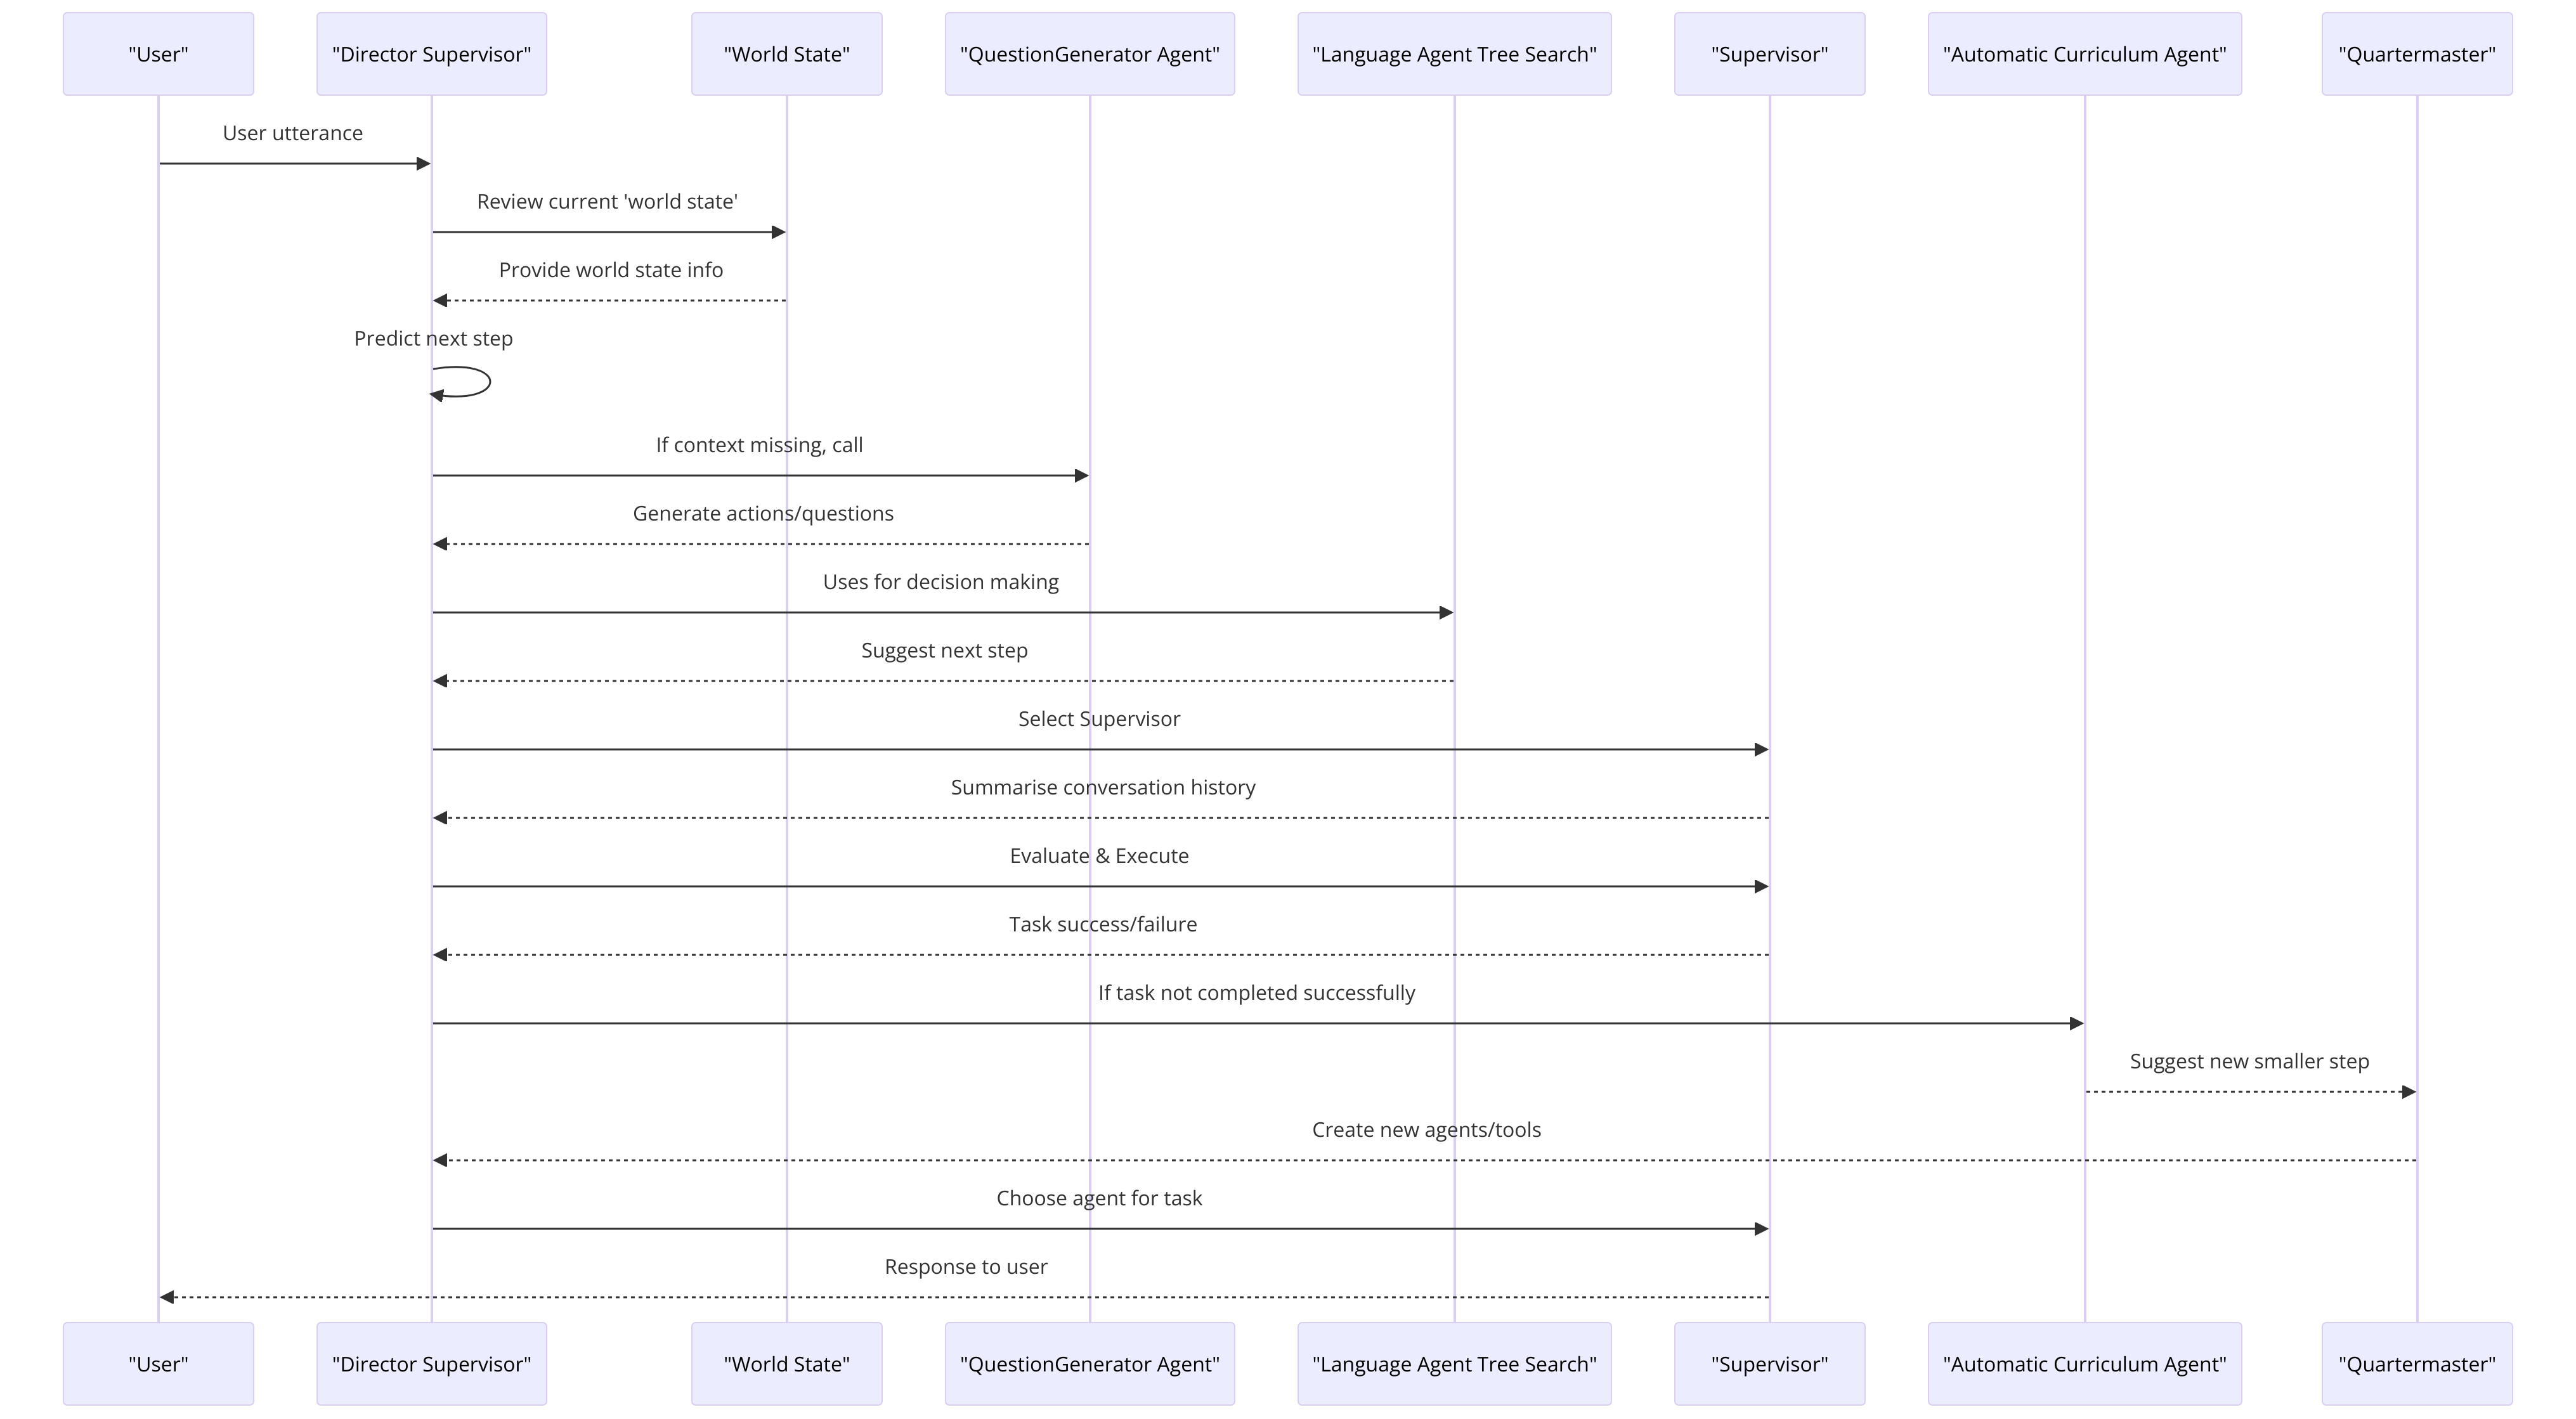 "User"
"Director Supervisor"
"World State"
"QuestionGenerator Agent"
"Language Agent Tree Search"
"Supervisor"
"Automatic Curriculum Agent"
"Quartermaster"
User utterance
Review current 'world state'
Provide world state info
Predict next step
If context missing, call
Generate actions/questions
Uses for decision making
Suggest next step
Select Supervisor
Summarise conversation history
Evaluate & Execute
Task success/failure
If task not completed successfully
Suggest new smaller step
Create new agents/tools
Choose agent for task
Response to user
"User"
"Director Supervisor"
"World State"
"QuestionGenerator Agent"
"Language Agent Tree Search"
"Supervisor"
"Automatic Curriculum Agent"
"Quartermaster"